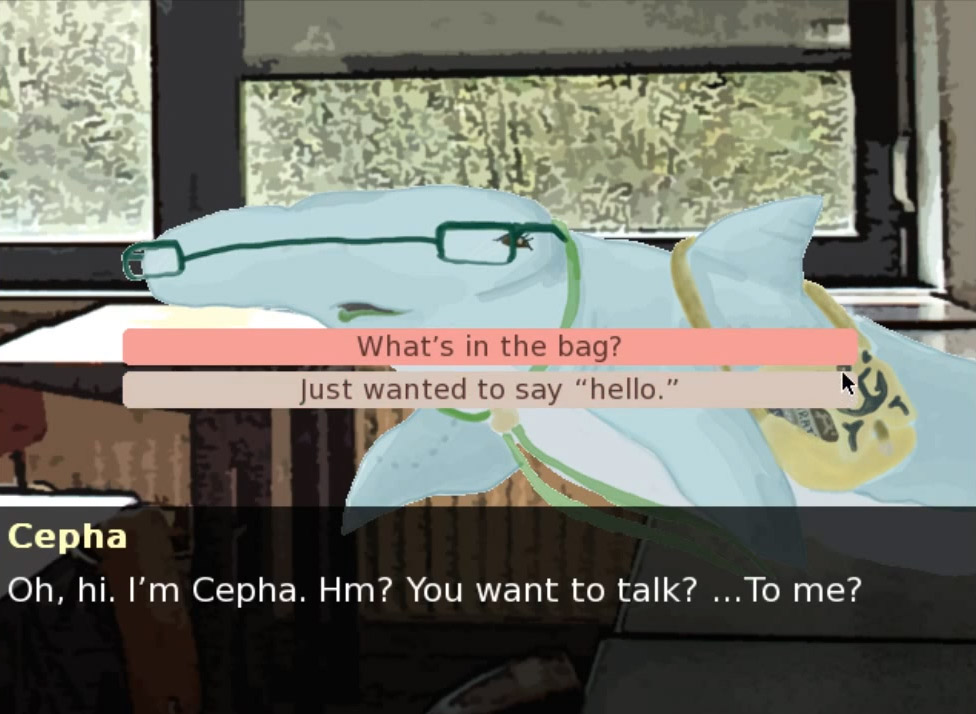 What’s in the bag?
Just wanted to say “hello.”
Cepha
Oh, hi. I’m Cepha. Hm? You want to talk? …To me?